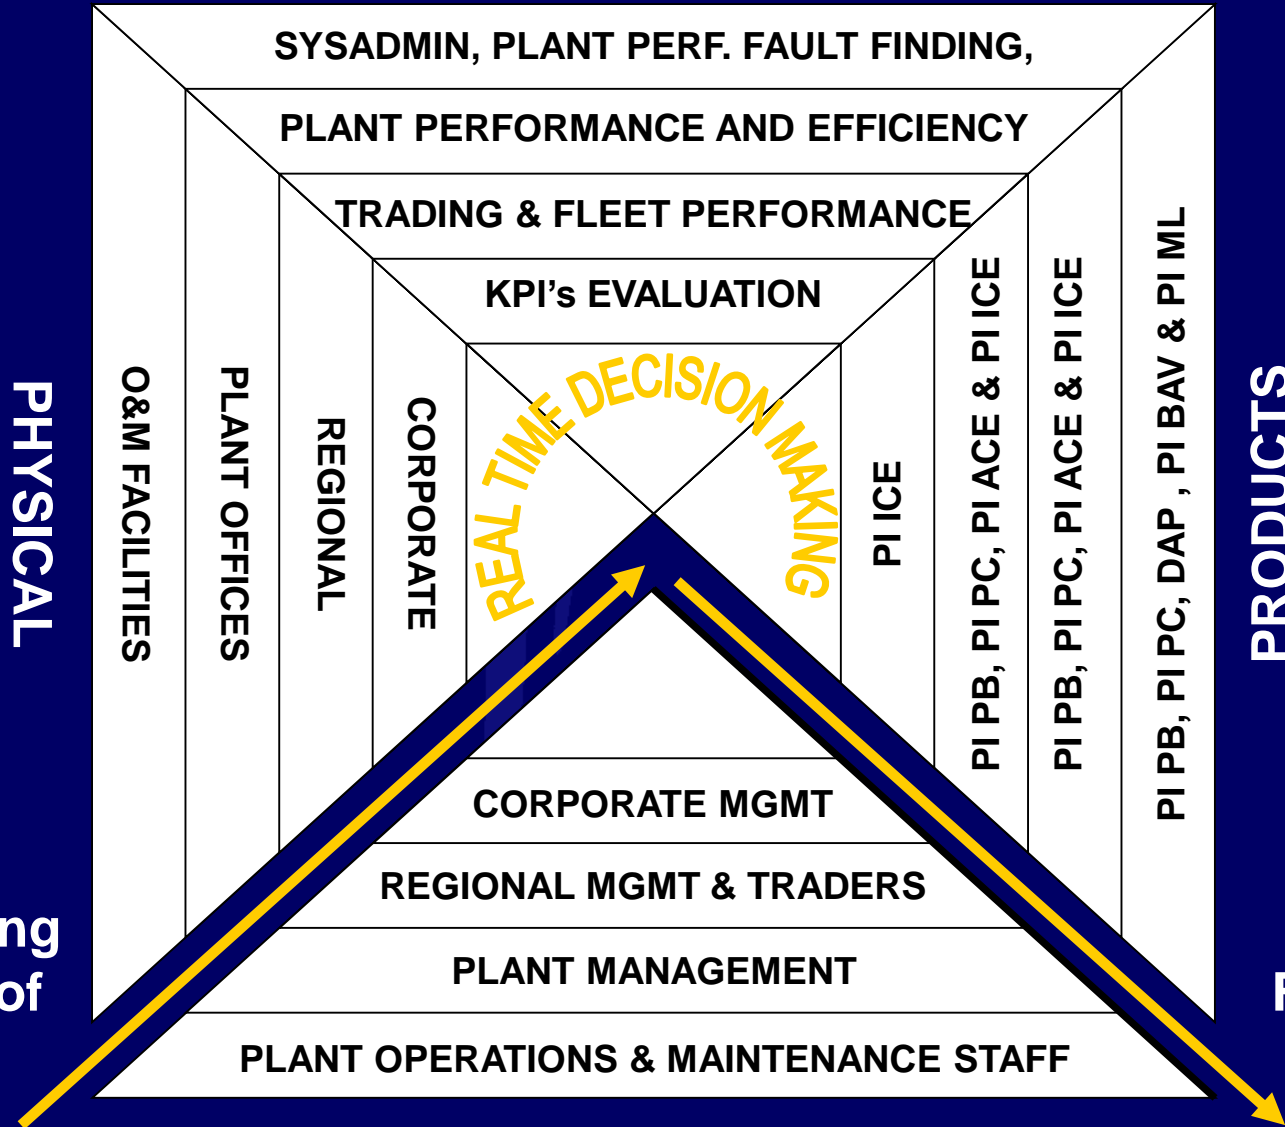 SYSADMIN, PLANT PERF. FAULT FINDING,
PLANT PERFORMANCE AND EFFICIENCY
TRADING & FLEET PERFORMANCE
KPI's EVALUATION
REAL TIME DECISION MAKING
PHYSICAL
O&M FACILITIES
PLANT OFFICES
REGIONAL
CORPORATE
PI ICE
PI PB, PI PC, PI ACE & PI ICE
PI PB, PI PC, PI ACE & PI ICE
PI PB, PI PC, DAP , PI BAV & PI ML
PRODUCTS
CORPORATE MGMT
REGIONAL MGMT & TRADERS
PLANT MANAGEMENT
PLANT OPERATIONS & MAINTENANCE STAFF
ng
of